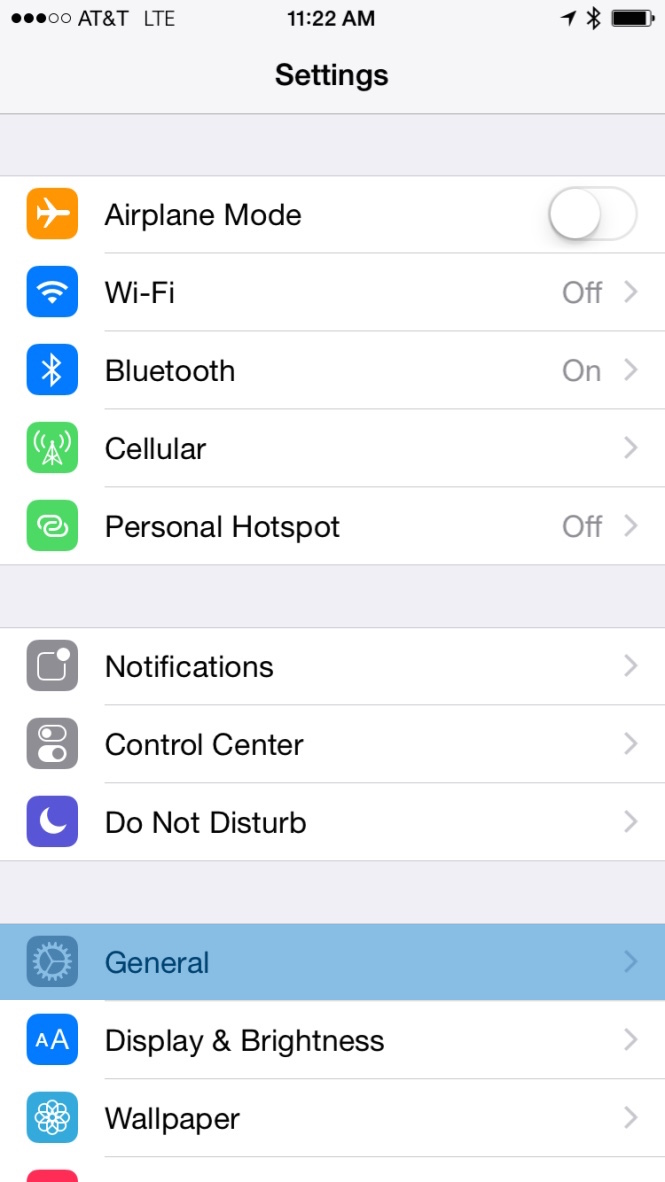 AT&T LTE 11:22 AM
Settings
Airplane Mode
Wi-Fi Off
Bluetooth On
Cellular
Personal Hotspot Off
Notifications
Control Center
Do Not Disturb
General
AA Display & Brightness
Wallpaper